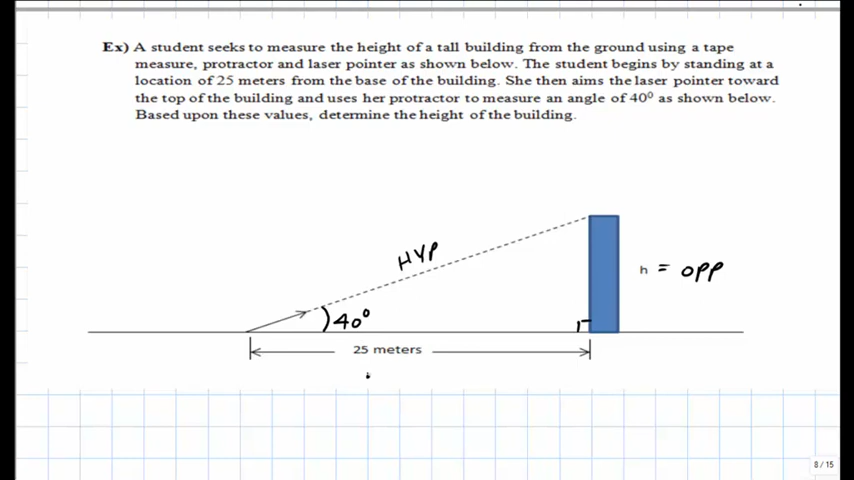 Ex) A student seeks to measure the height of a tall building from the ground using a tape
measure, protractor and laser pointer as shown below. The student begins by standing at a
location of 25 meters from the base of the building. She then aims the laser pointer toward
the top of the building and uses her protractor to measure an angle of 40⁰ as shown below.
Based upon these values, determine the height of the building.
HYP
h = OPP
40⁰
25 meters
8 / 15